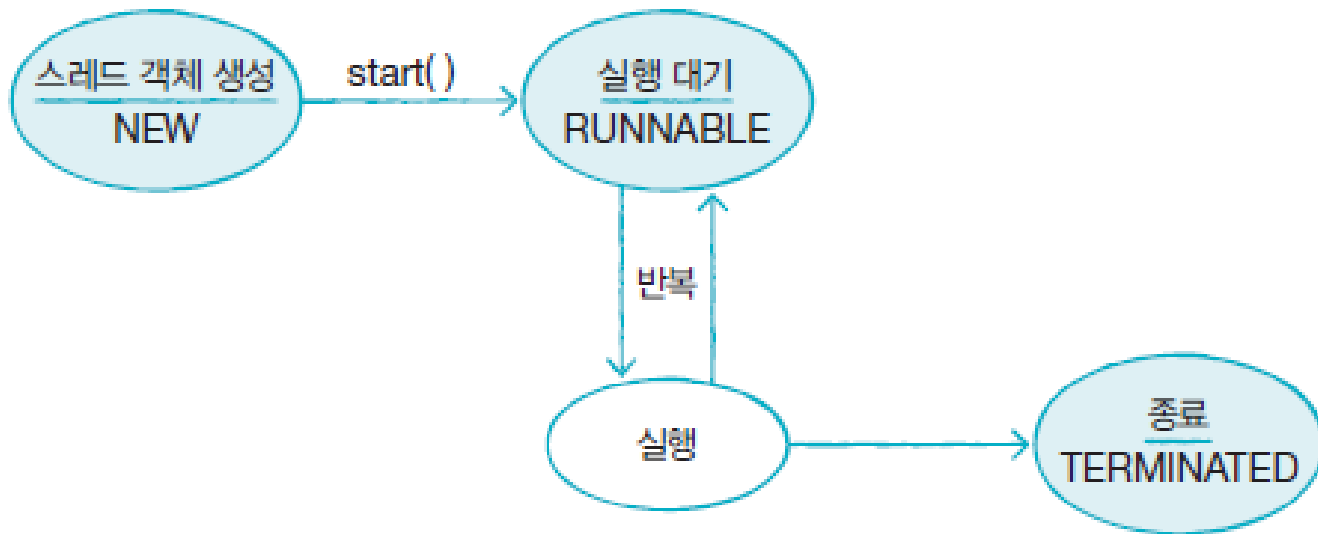 스레드 객체 생성
NEW
start( )
실행 대기
RUNNABLE
반복
실행
종료
TERMINATED